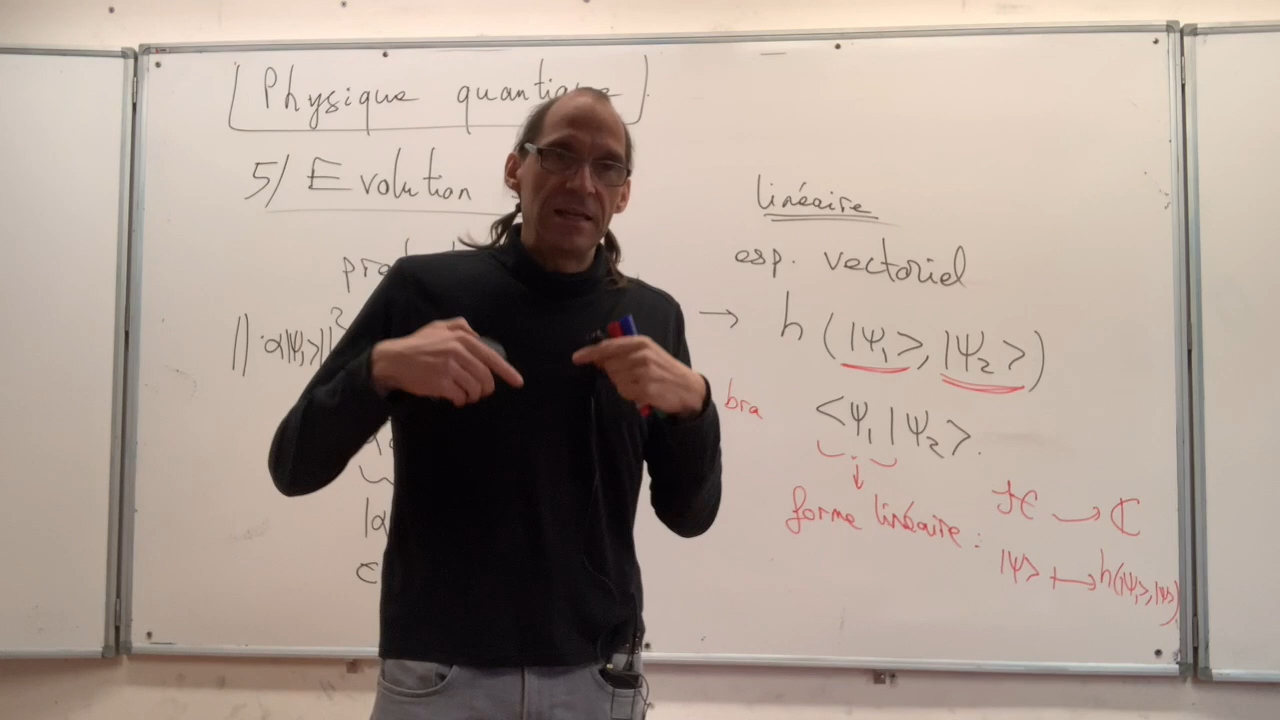 Physique quantique
5/ Evolution
linéaire
esp. vectoriel
|| α|Ψ₁>||²
→ h (|Ψ₁>, |Ψ₂>)
bra <Ψ₁|Ψ₂>.
forme linéaire : ℋ → ℂ
|Ψ> ↦ h(|Ψ₁>,|Ψ>)